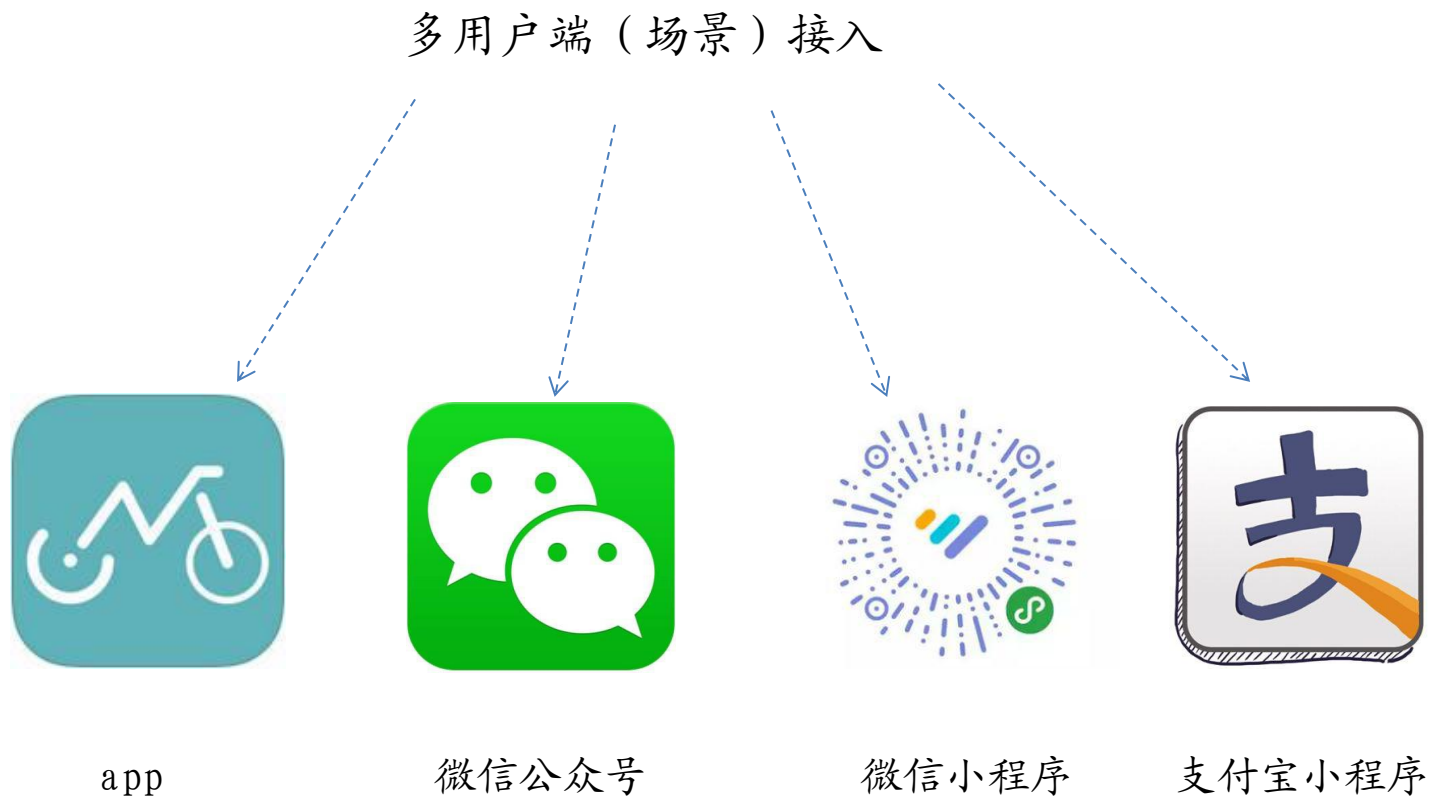 多用户端（场景）接入
支
app
微信公众号
微信小程序
支付宝小程序